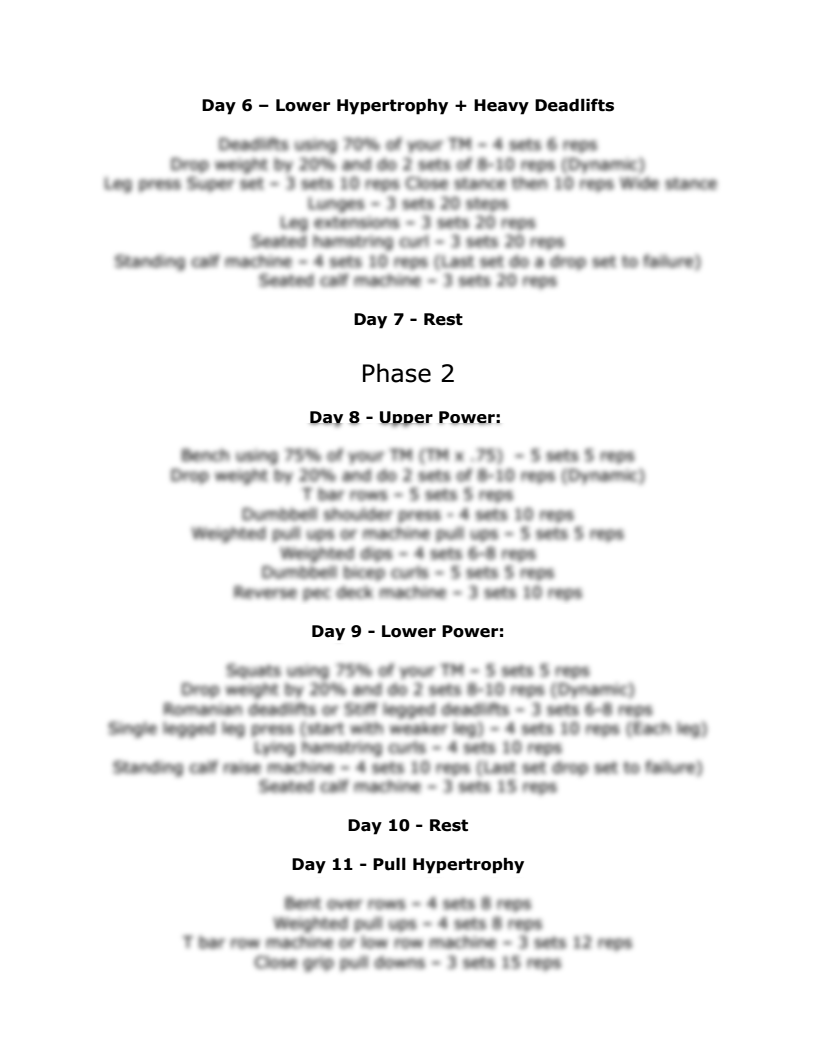 Day 6 – Lower Hypertrophy + Heavy Deadlifts
Deadlifts using 70% of your TM – 4 sets 6 reps
Drop weight by 20% and do 2 sets of 8-10 reps (Dynamic)
Leg press Super set – 3 sets 10 reps Close stance then 10 reps Wide stance
Lunges – 3 sets 20 steps
Leg extensions – 3 sets 20 reps
Seated hamstring curl – 3 sets 20 reps
Standing calf machine – 4 sets 10 reps (Last set do a drop set to failure)
Seated calf machine – 3 sets 20 reps
Day 7 - Rest
Phase 2
Day 8 - Upper Power:
Bench using 75% of your TM (TM x .75) – 5 sets 5 reps
Drop weight by 20% and do 2 sets of 8-10 reps (Dynamic)
T bar rows – 5 sets 5 reps
Dumbbell shoulder press - 4 sets 10 reps
Weighted pull ups or machine pull ups – 5 sets 5 reps
Weighted dips – 4 sets 6-8 reps
Dumbbell bicep curls – 5 sets 5 reps
Reverse pec deck machine – 3 sets 10 reps
Day 9 - Lower Power:
Squats using 75% of your TM – 5 sets 5 reps
Drop weight by 20% and do 2 sets 8-10 reps (Dynamic)
Romanian deadlifts or Stiff legged deadlifts – 3 sets 6-8 reps
Single legged leg press (start with weaker leg) – 4 sets 10 reps (Each leg)
Lying hamstring curls – 4 sets 10 reps
Standing calf raise machine – 4 sets 10 reps (Last set drop set to failure)
Seated calf machine – 3 sets 15 reps
Day 10 - Rest
Day 11 - Pull Hypertrophy
Bent over rows – 4 sets 8 reps
Weighted pull ups – 4 sets 8 reps
T bar row machine or low row machine – 3 sets 12 reps
Close grip pull downs – 3 sets 15 reps